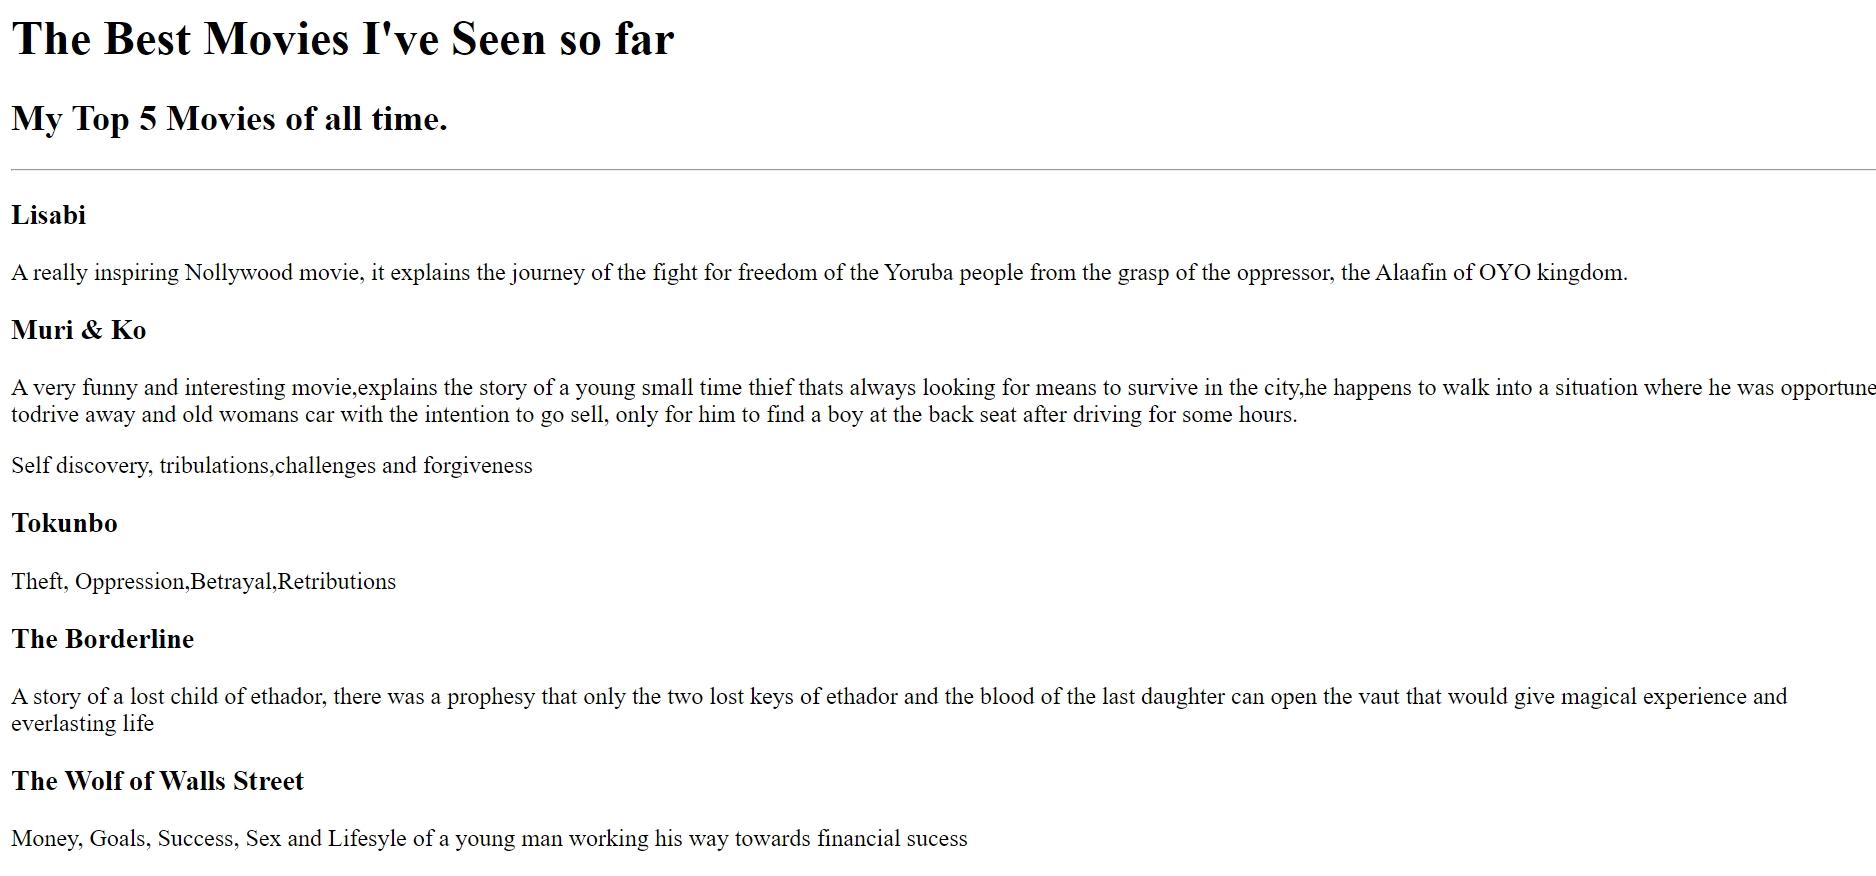 The Best Movies I've Seen so far
My Top 5 Movies of all time.
Lisabi
A really inspiring Nollywood movie, it explains the journey of the fight for freedom of the Yoruba people from the grasp of the oppressor, the Alaafin of OYO kingdom.
Muri & Ko
A very funny and interesting movie,explains the story of a young small time thief thats always looking for means to survive in the city,he happens to walk into a situation where he was opportune
todrive away and old womans car with the intention to go sell, only for him to find a boy at the back seat after driving for some hours.
Self discovery, tribulations,challenges and forgiveness
Tokunbo
Theft, Oppression,Betrayal,Retributions
The Borderline
A story of a lost child of ethador, there was a prophesy that only the two lost keys of ethador and the blood of the last daughter can open the vaut that would give magical experience and
everlasting life
The Wolf of Walls Street
Money, Goals, Success, Sex and Lifesyle of a young man working his way towards financial sucess